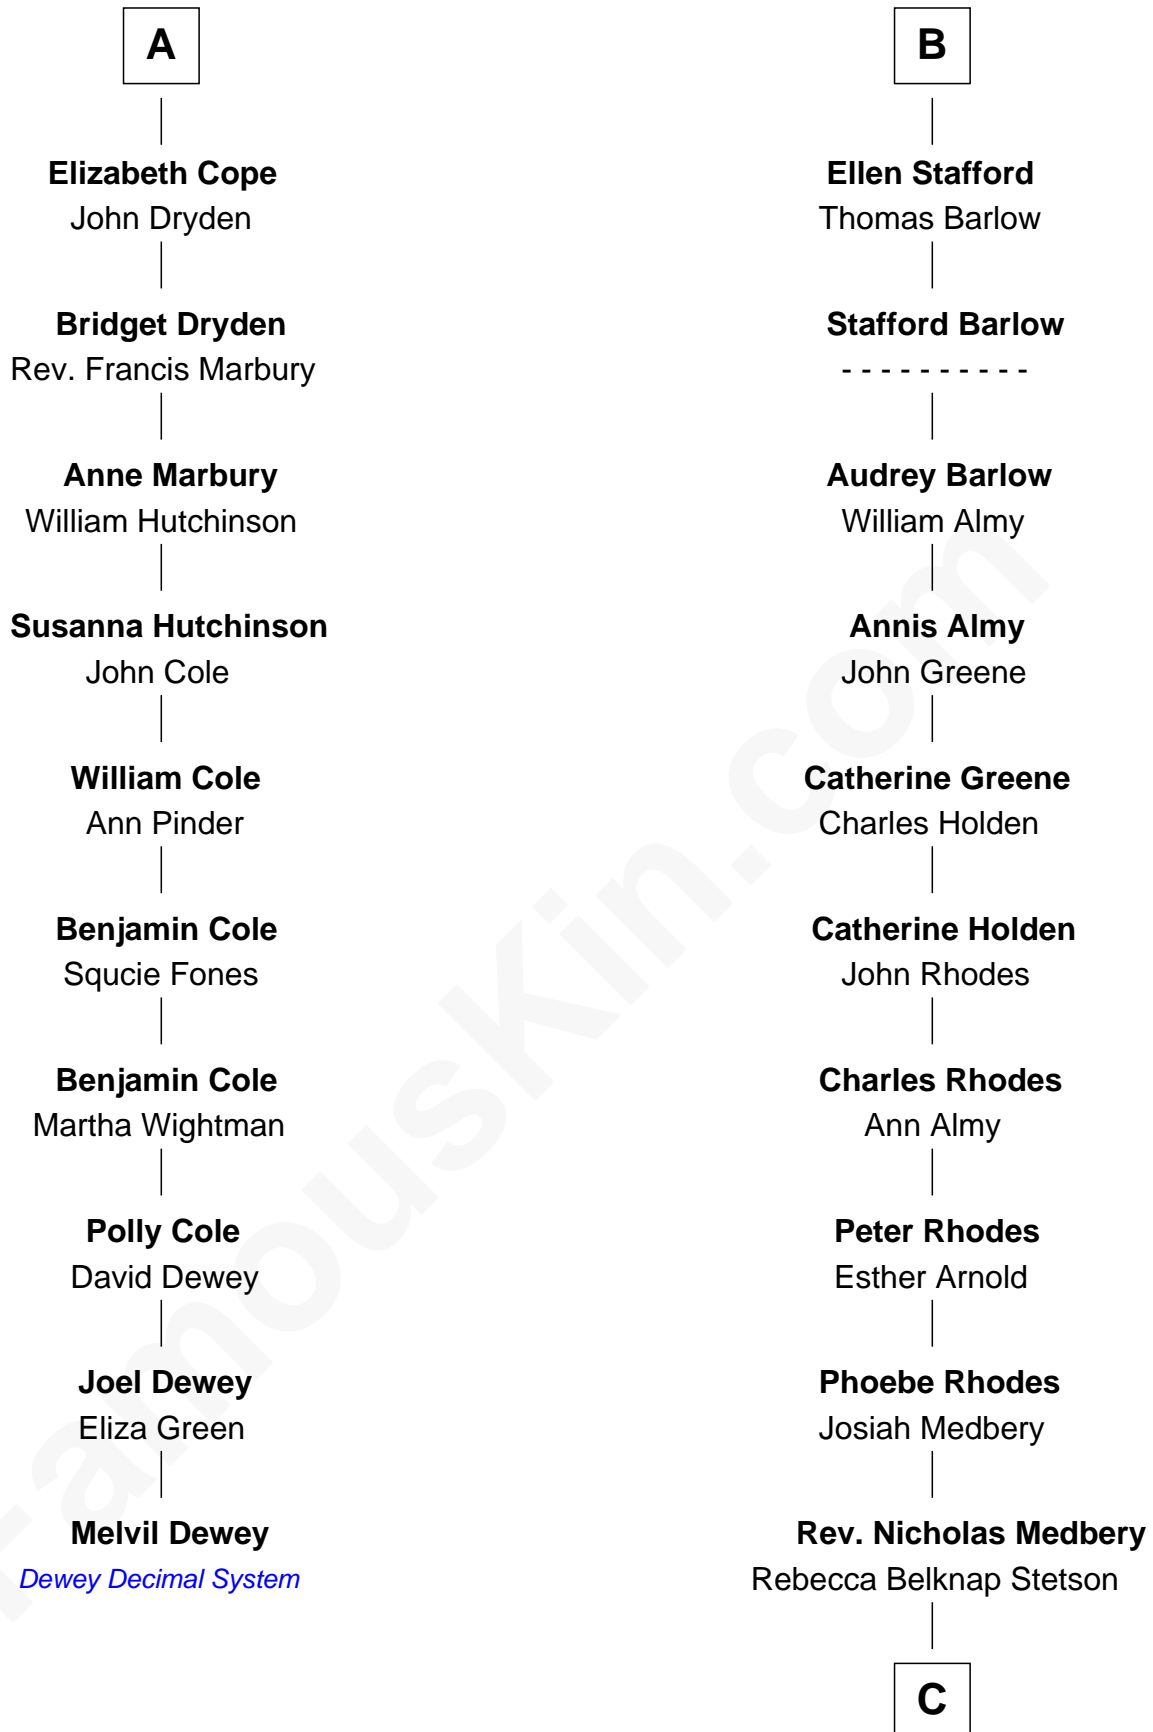 A
Elizabeth Cope
John Dryden
Bridget Dryden
Rev. Francis Marbury
Anne Marbury
William Hutchinson
Susanna Hutchinson
John Cole
William Cole
Ann Pinder
Benjamin Cole
Squcie Fones
Benjamin Cole
Martha Wightman
Polly Cole
David Dewey
Joel Dewey
Eliza Green
Melvil Dewey
Dewey Decimal System
B
Ellen Stafford
Thomas Barlow
Stafford Barlow
- - - - - - - - - -
Audrey Barlow
William Almy
Annis Almy
John Greene
Catherine Greene
Charles Holden
Catherine Holden
John Rhodes
Charles Rhodes
Ann Almy
Peter Rhodes
Esther Arnold
Phoebe Rhodes
Josiah Medbery
Rev. Nicholas Medbery
Rebecca Belknap Stetson
C
FamousKin.com